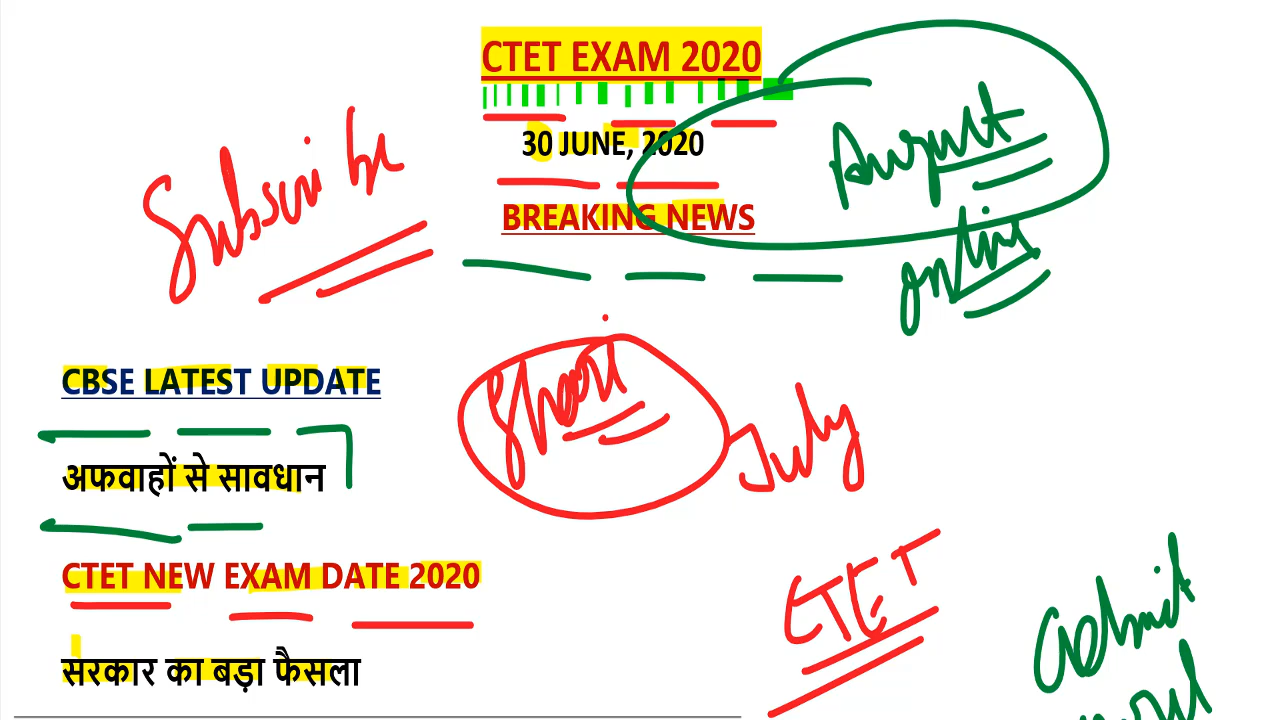 CTET EXAM 2020
30 JUNE, 2020
August
Subscribe
BREAKING NEWS
online
CBSE LATEST UPDATE
July
अफवाहों से सावधान
CTET NEW EXAM DATE 2020
CTET
Admit
सरकार का बड़ा फैसला